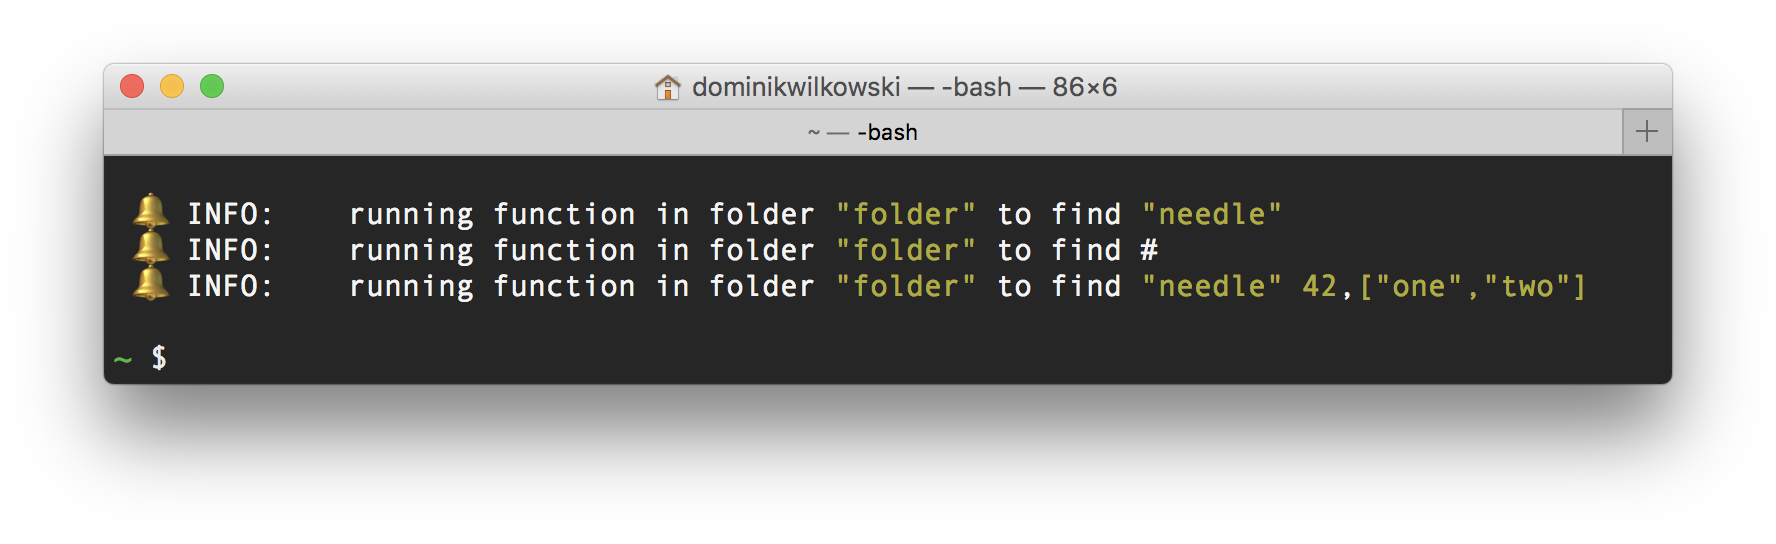 dominikwilkowski — -bash — 86×6
~ — -bash
🔔 INFO: running function in folder "folder" to find "needle"
🔔 INFO: running function in folder "folder" to find #
🔔 INFO: running function in folder "folder" to find "needle" 42,["one","two"]
~ $